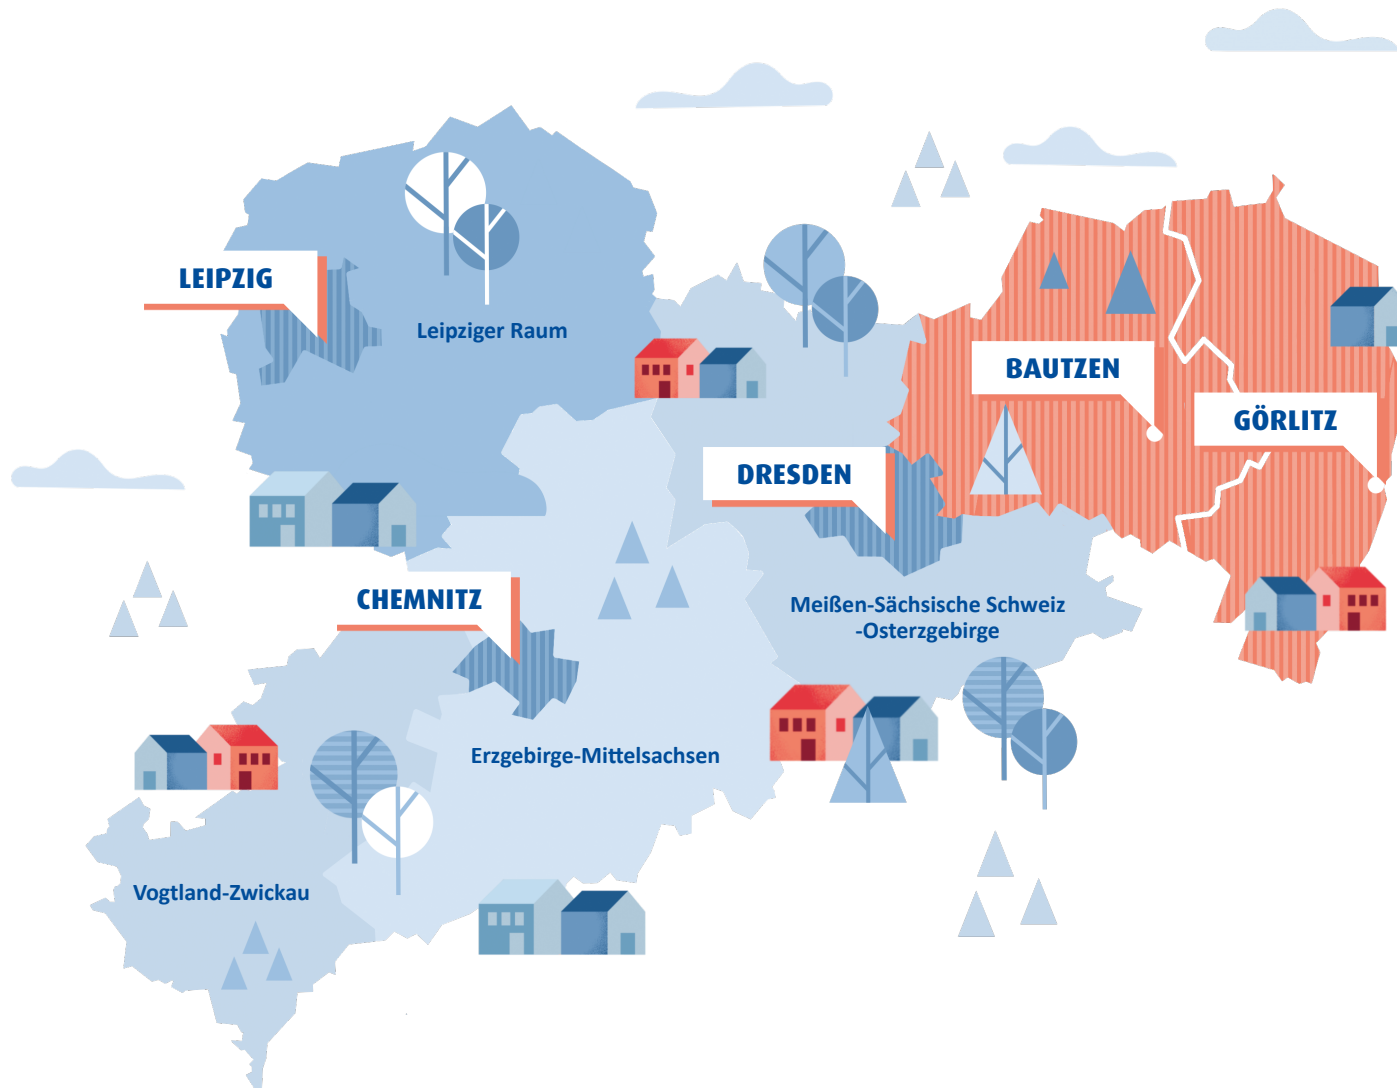 LEIPZIG
Leipziger Raum
BAUTZEN
GÖRLITZ
DRESDEN
CHEMNITZ
Meißen-Sächsische Schweiz
-Osterzgebirge
Erzgebirge-Mittelsachsen
Vogtland-Zwickau